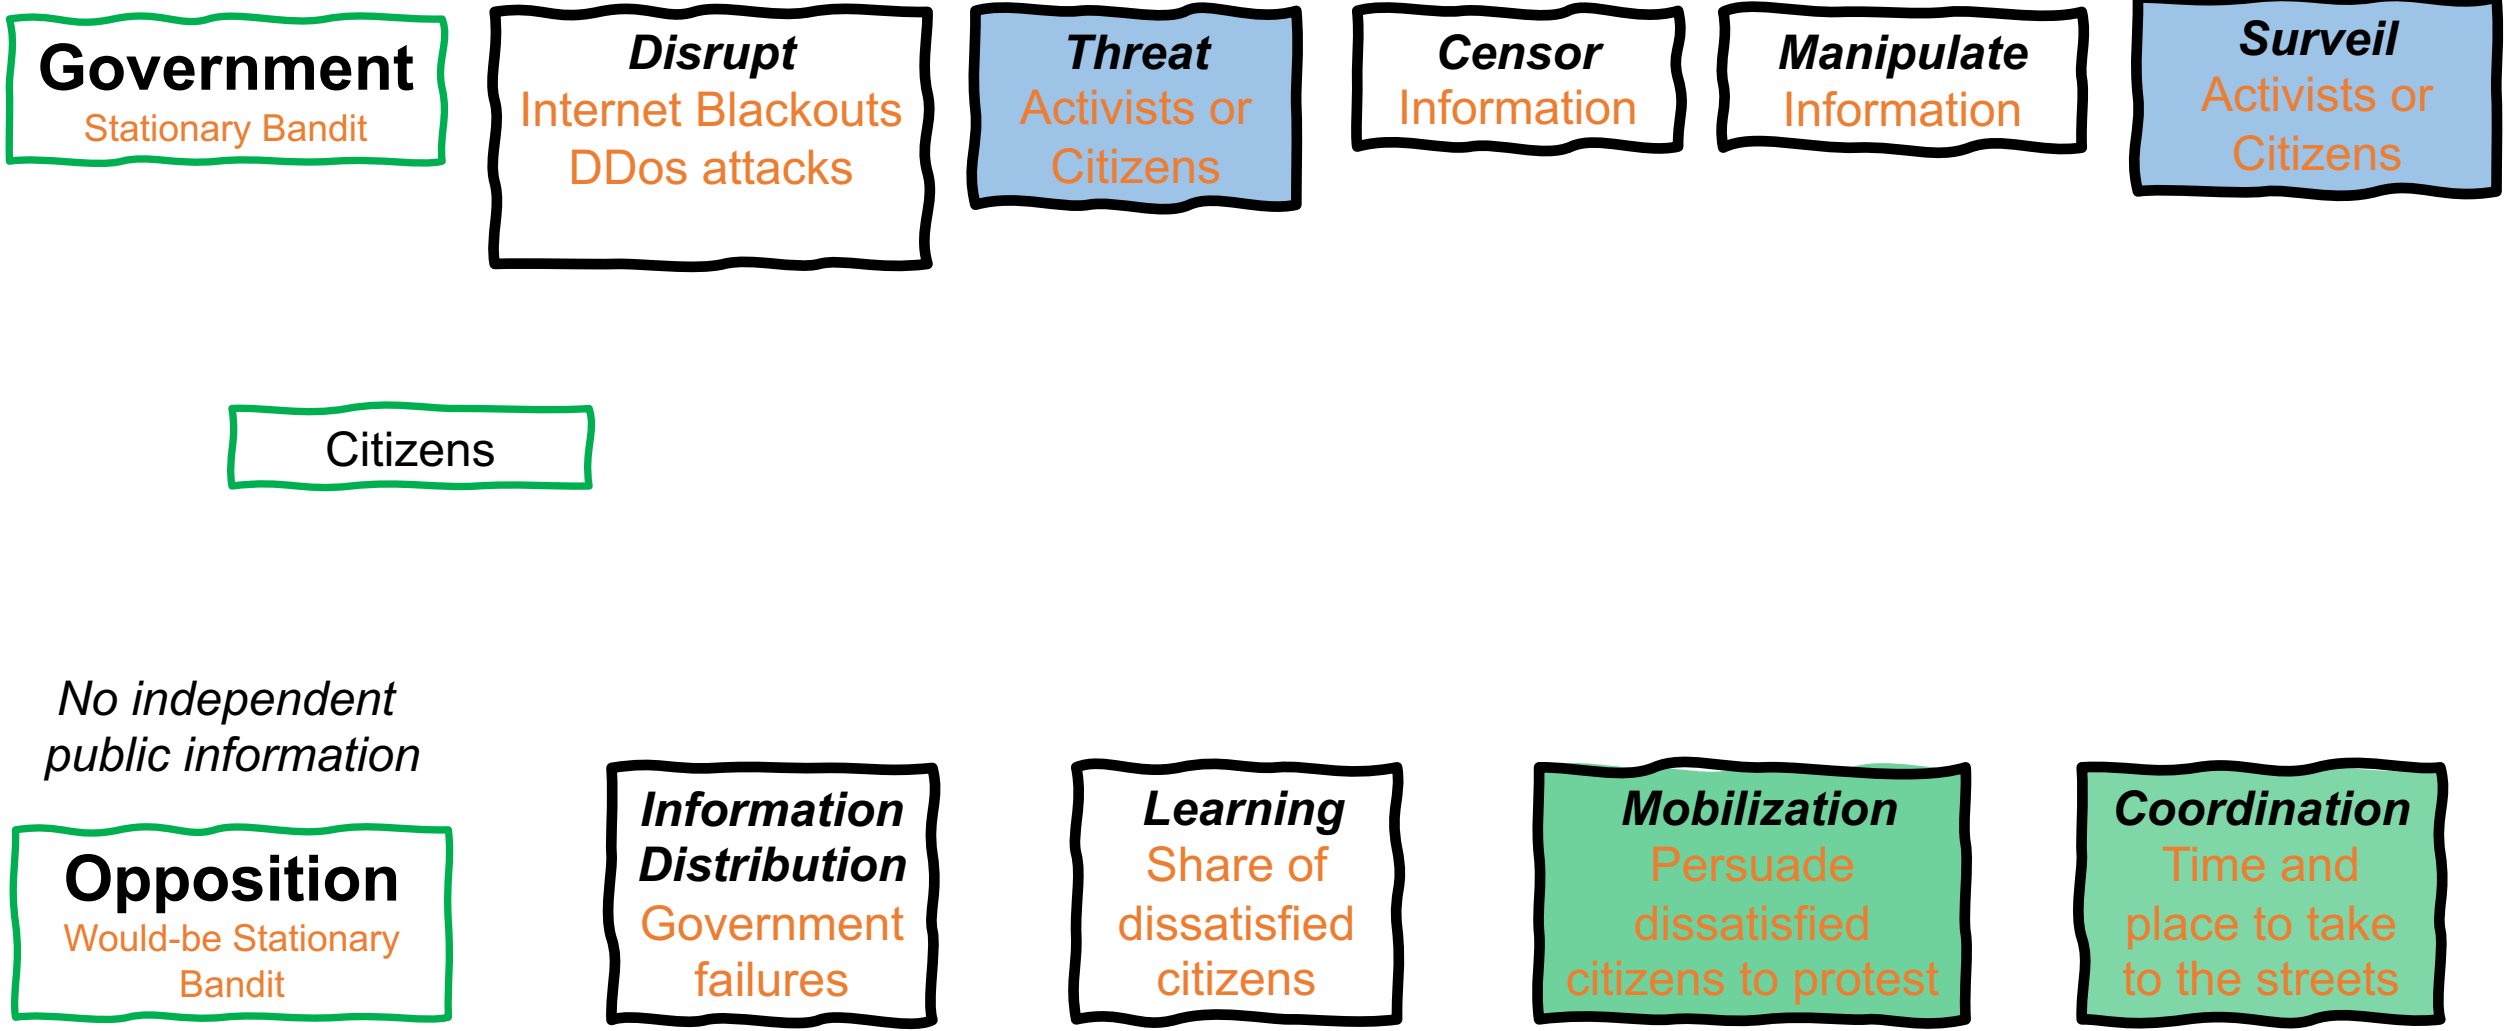 Government
Stationary Bandit
Disrupt
Internet Blackouts
DDos attacks
Threat
Activists or
Citizens
Censor
Information
Manipulate
Information
Surveil
Activists or
Citizens
Citizens
No independent
public information
Opposition
Would-be Stationary
Bandit
Information
Distribution
Government
failures
Learning
Share of
dissatisfied
citizens
Mobilization
Persuade
dissatisfied
citizens to protest
Coordination
Time and
place to take
to the streets